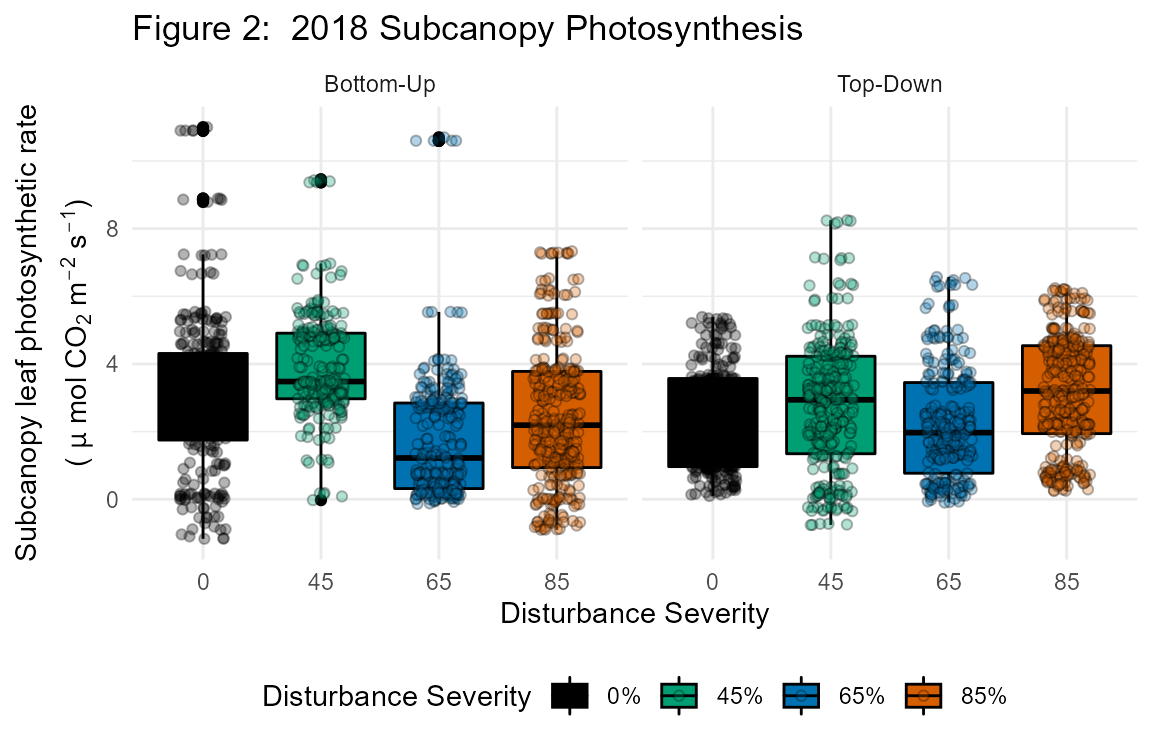 Figure 2:  2018 Subcanopy Photosynthesis
Bottom-Up
Top-Down
Subcanopy leaf photosynthetic rate
( μ mol CO₂ m⁻² s⁻¹)
8
4
0
0
45
65
85
0
45
65
85
Disturbance Severity
Disturbance Severity
0%
45%
65%
85%